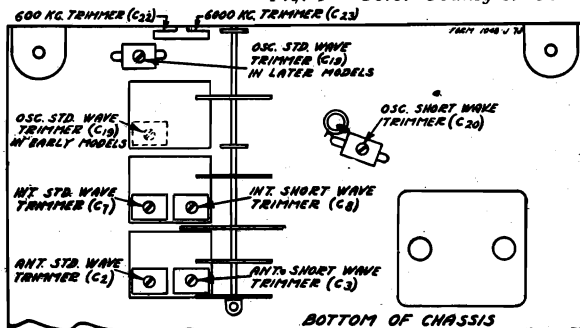 600 KC. TRIMMER (C22) 6000 KC. TRIMMER (C23)
OSC. STD. WAVE
TRIMMER (C19)
IN LATER MODELS
OSC. STD. WAVE
TRIMMER (C19)
IN EARLY MODELS
OSC. SHORT WAVE
TRIMMER (C20)
INT. STD. WAVE
TRIMMER (C7)
INT. SHORT WAVE
TRIMMER (C8)
ANT. STD. WAVE
TRIMMER (C2)
ANT. SHORT WAVE
TRIMMER (C3)
BOTTOM OF CHASSIS